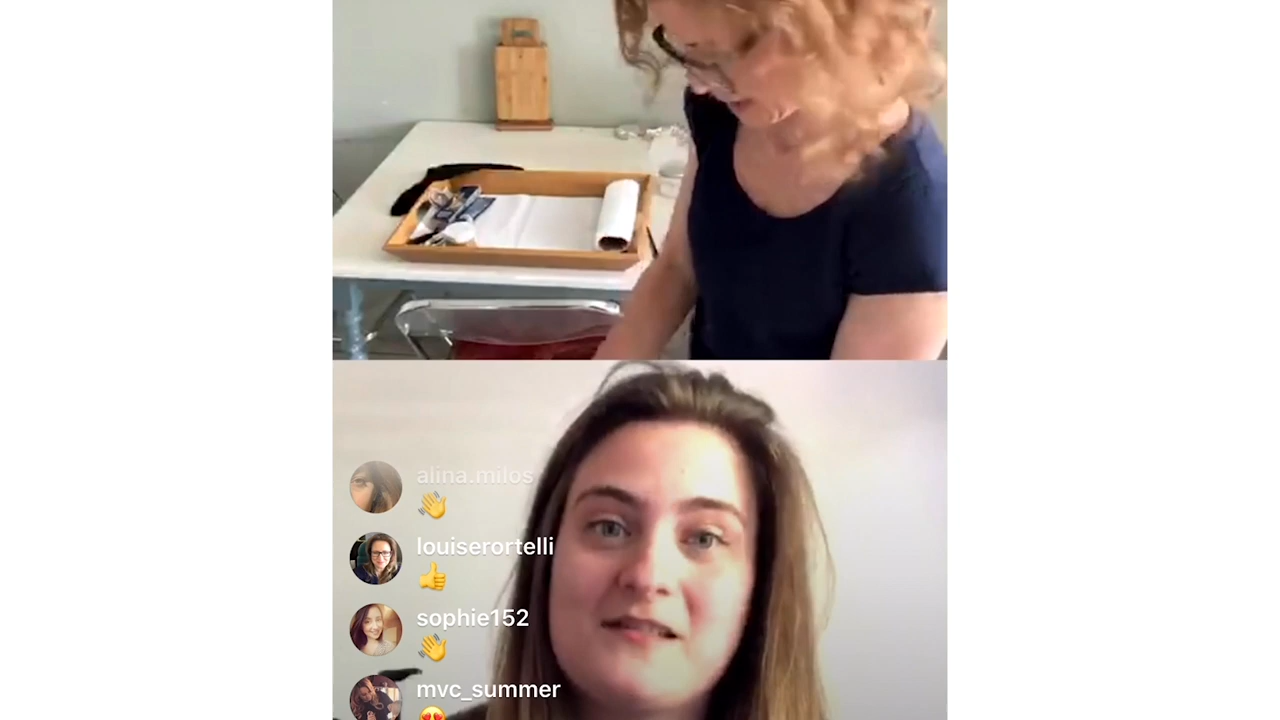 alina.milos
👋
louiserortelli
👍
sophie152
👋
mvc_summer
😍